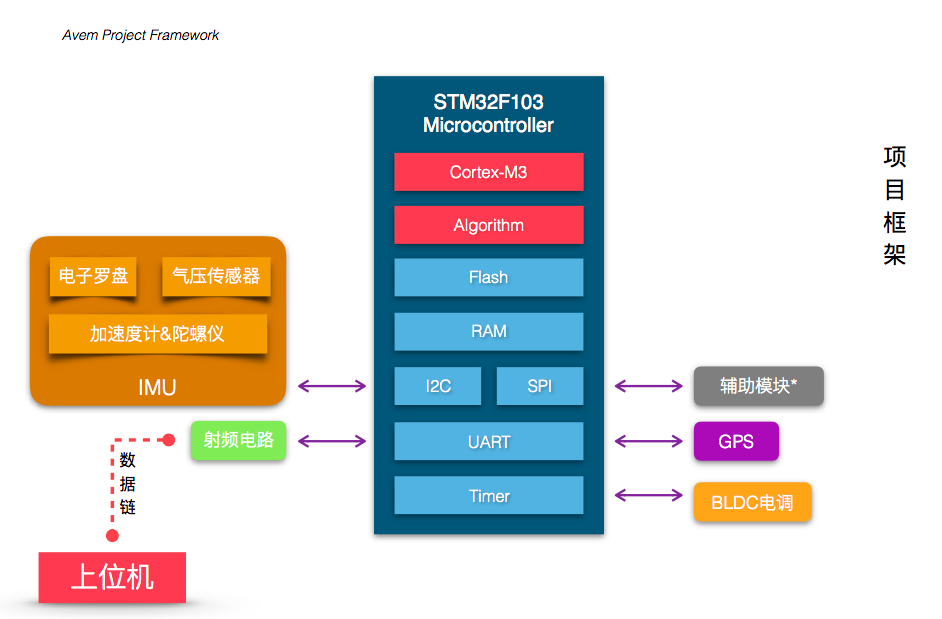 Avem Project Framework
项目框架
STM32F103
Microcontroller
Cortex-M3
Algorithm
Flash
RAM
I2C
SPI
UART
Timer
电子罗盘
气压传感器
加速度计&陀螺仪
IMU
射频电路
数据链
上位机
辅助模块*
GPS
BLDC电调